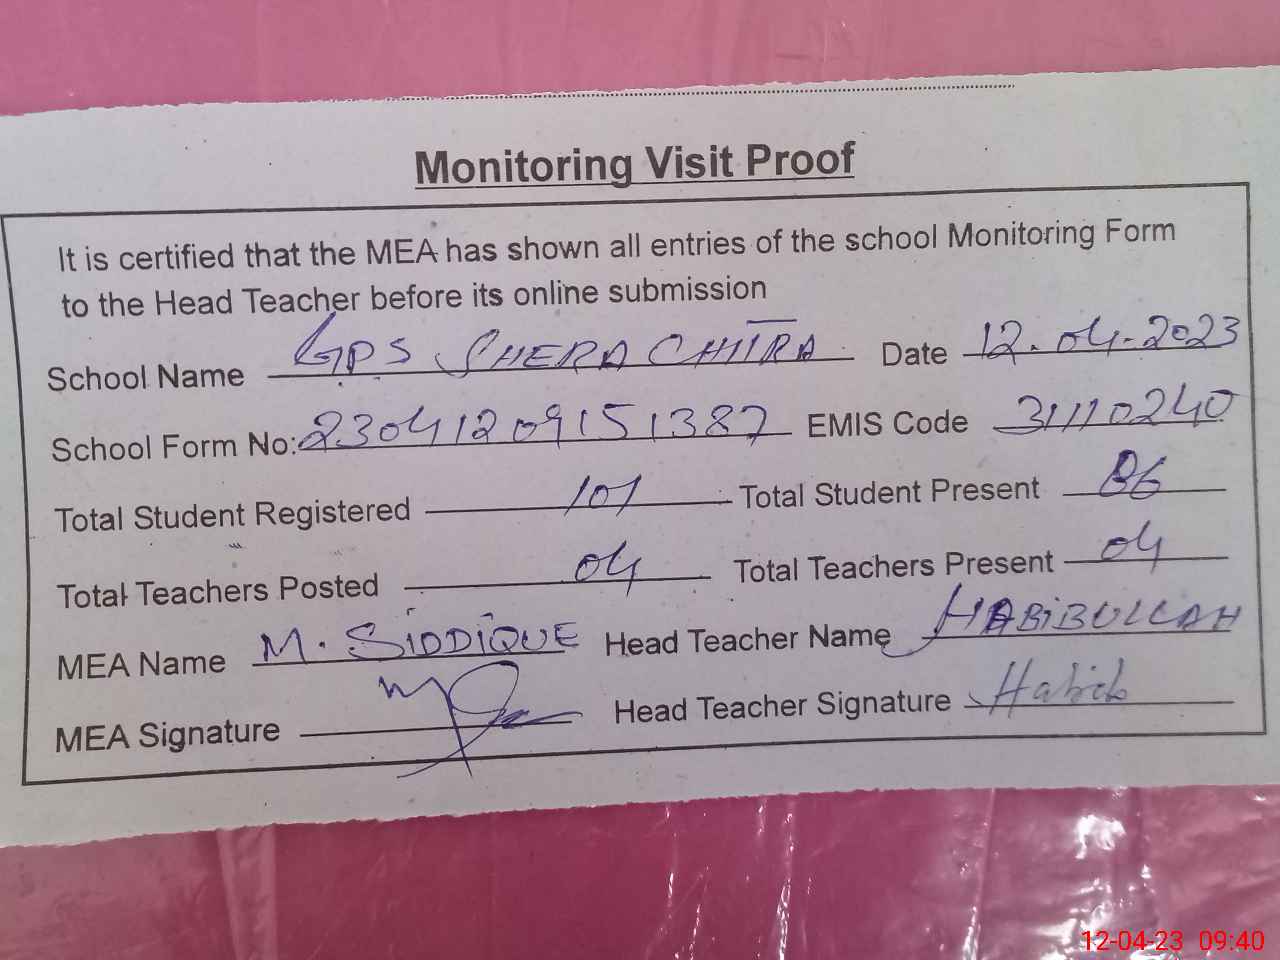 Monitoring Visit Proof
It is certified that the MEA has shown all entries of the school Monitoring Form
to the Head Teacher before its online submission
School Name GPS SHERA CHITRA Date 12.04.2023
School Form No: 23041209151387 EMIS Code 31110240
Total Student Registered 101 Total Student Present 86
Total Teachers Posted 04 Total Teachers Present 04
MEA Name M. SIDDIQUE Head Teacher Name HABIBULLAH
MEA Signature Head Teacher Signature Habib
12-04-23 09:40